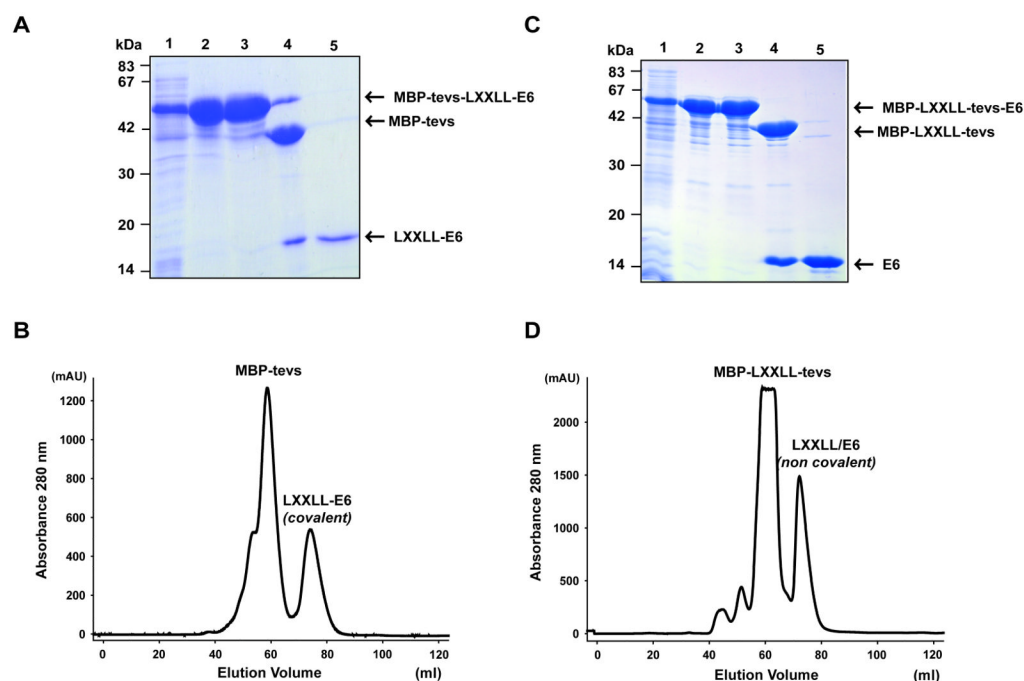 A
kDa 1 2 3 4 5
83
67
42
30
20
14
MBP-tevs-LXXLL-E6
MBP-tevs
LXXLL-E6
C
kDa 1 2 3 4 5
83
67
42
30
20
14
MBP-LXXLL-tevs-E6
MBP-LXXLL-tevs
E6
B
(mAU)
1200
1000
800
600
400
200
0
Absorbance 280 nm
MBP-tevs
LXXLL-E6
(covalent)
0 20 40 60 80 100 120
Elution Volume (ml)
D
(mAU)
2000
1500
1000
500
0
Absorbance 280 nm
MBP-LXXLL-tevs
LXXLL/E6
(non covalent)
0 20 40 60 80 100 120
Elution Volume (ml)